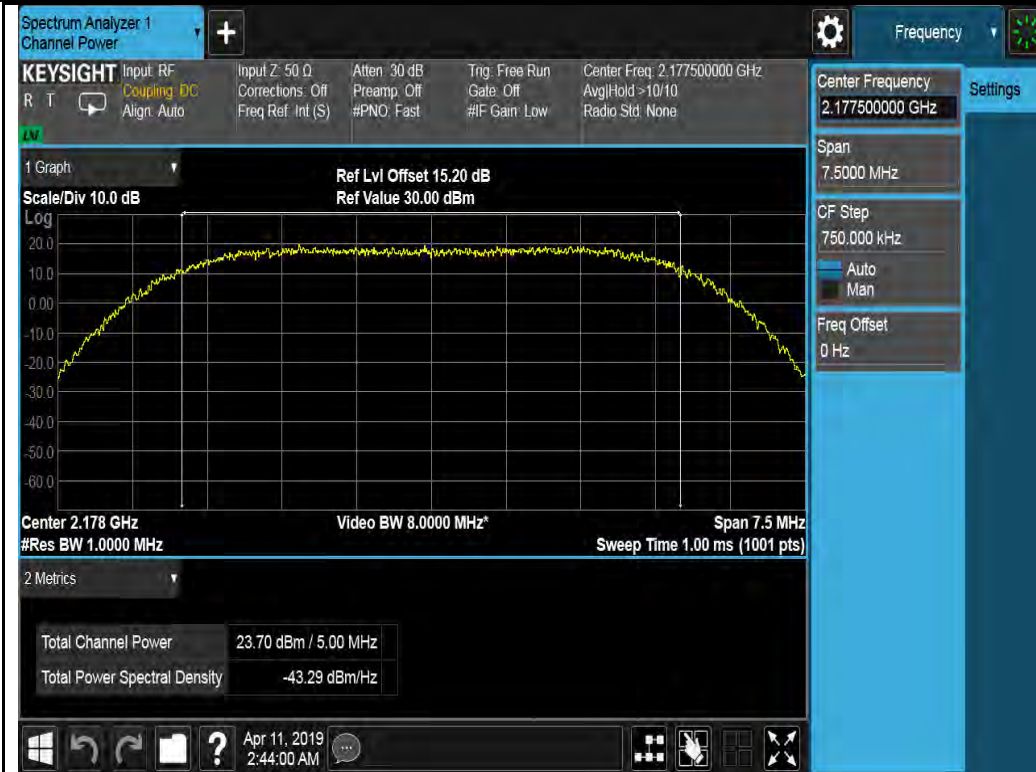 Spectrum Analyzer 1
Channel Power
+
Frequency
KEYSIGHT
R T
LXI
Input: RF
Coupling: DC
Align: Auto
Input Z: 50 Ω
Corrections: Off
Freq Ref: Int (S)
Atten: 30 dB
Preamp: Off
#PNO: Fast
Trig: Free Run
Gate: Off
#IF Gain: Low
Center Freq: 2.177500000 GHz
Avg|Hold >10/10
Radio Std: None
1 Graph
Scale/Div 10.0 dB
Ref Lvl Offset 15.20 dB
Ref Value 30.00 dBm
Log
20.0
10.0
0.00
-10.0
-20.0
-30.0
-40.0
-50.0
-60.0
Center 2.178 GHz
#Res BW 1.0000 MHz
Video BW 8.0000 MHz*
Span 7.5 MHz
Sweep Time 1.00 ms (1001 pts)
2 Metrics
Total Channel Power 23.70 dBm / 5.00 MHz
Total Power Spectral Density -43.29 dBm/Hz
Center Frequency
2.177500000 GHz
Settings
Span
7.5000 MHz
CF Step
750.000 kHz
Auto
Man
Freq Offset
0 Hz
?
Apr 11, 2019
2:44:00 AM